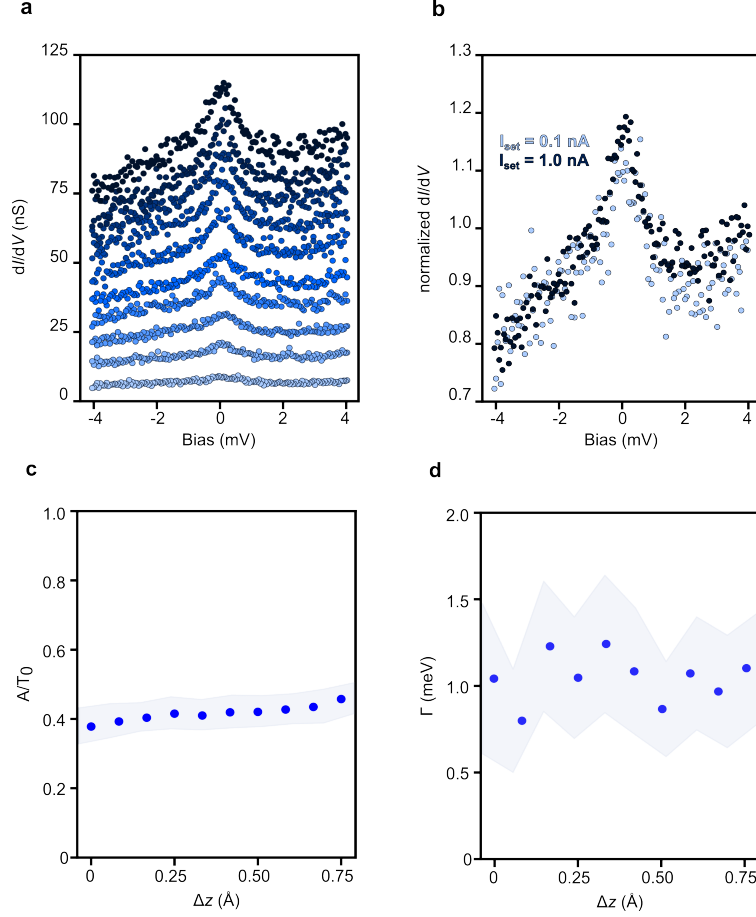 a
125
100
75
50
25
0
dI/dV (nS)
-4 -2 0 2 4
Bias (mV)
b
1.3
1.2
1.1
1.0
0.9
0.8
0.7
normalized dI/dV
Iset = 0.1 nA
Iset = 1.0 nA
-4 -2 0 2 4
Bias (mV)
c
1.0
0.8
0.6
0.4
0.2
0
A/T0
0 0.25 0.50 0.75
Δz (Å)
d
2.0
1.5
1.0
0.5
0
Γ (meV)
0 0.25 0.50 0.75
Δz (Å)